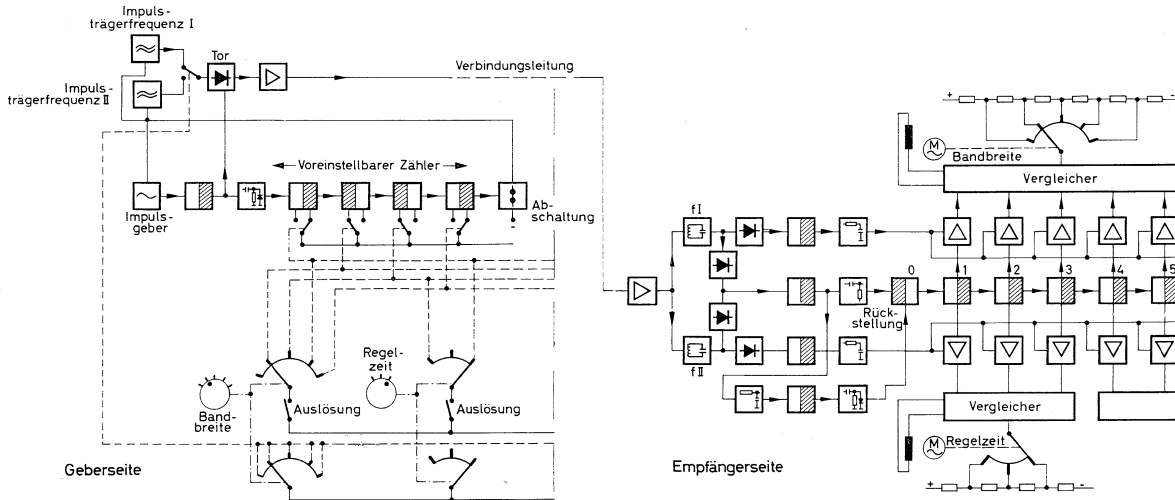 Impuls-
trägerfrequenz I
Tor
Impuls-
trägerfrequenz II
Verbindungsleitung
Voreinstellbarer Zähler
Impuls-
geber
Ab-
schaltung
-
Regel-
zeit
Band-
breite
Auslösung
Auslösung
Geberseite
+
-
M
Bandbreite
Vergleicher
f I
0
1
2
3
4
5
Rück-
stellung
f II
Vergleicher
M
Regelzeit
Empfängerseite
+
-